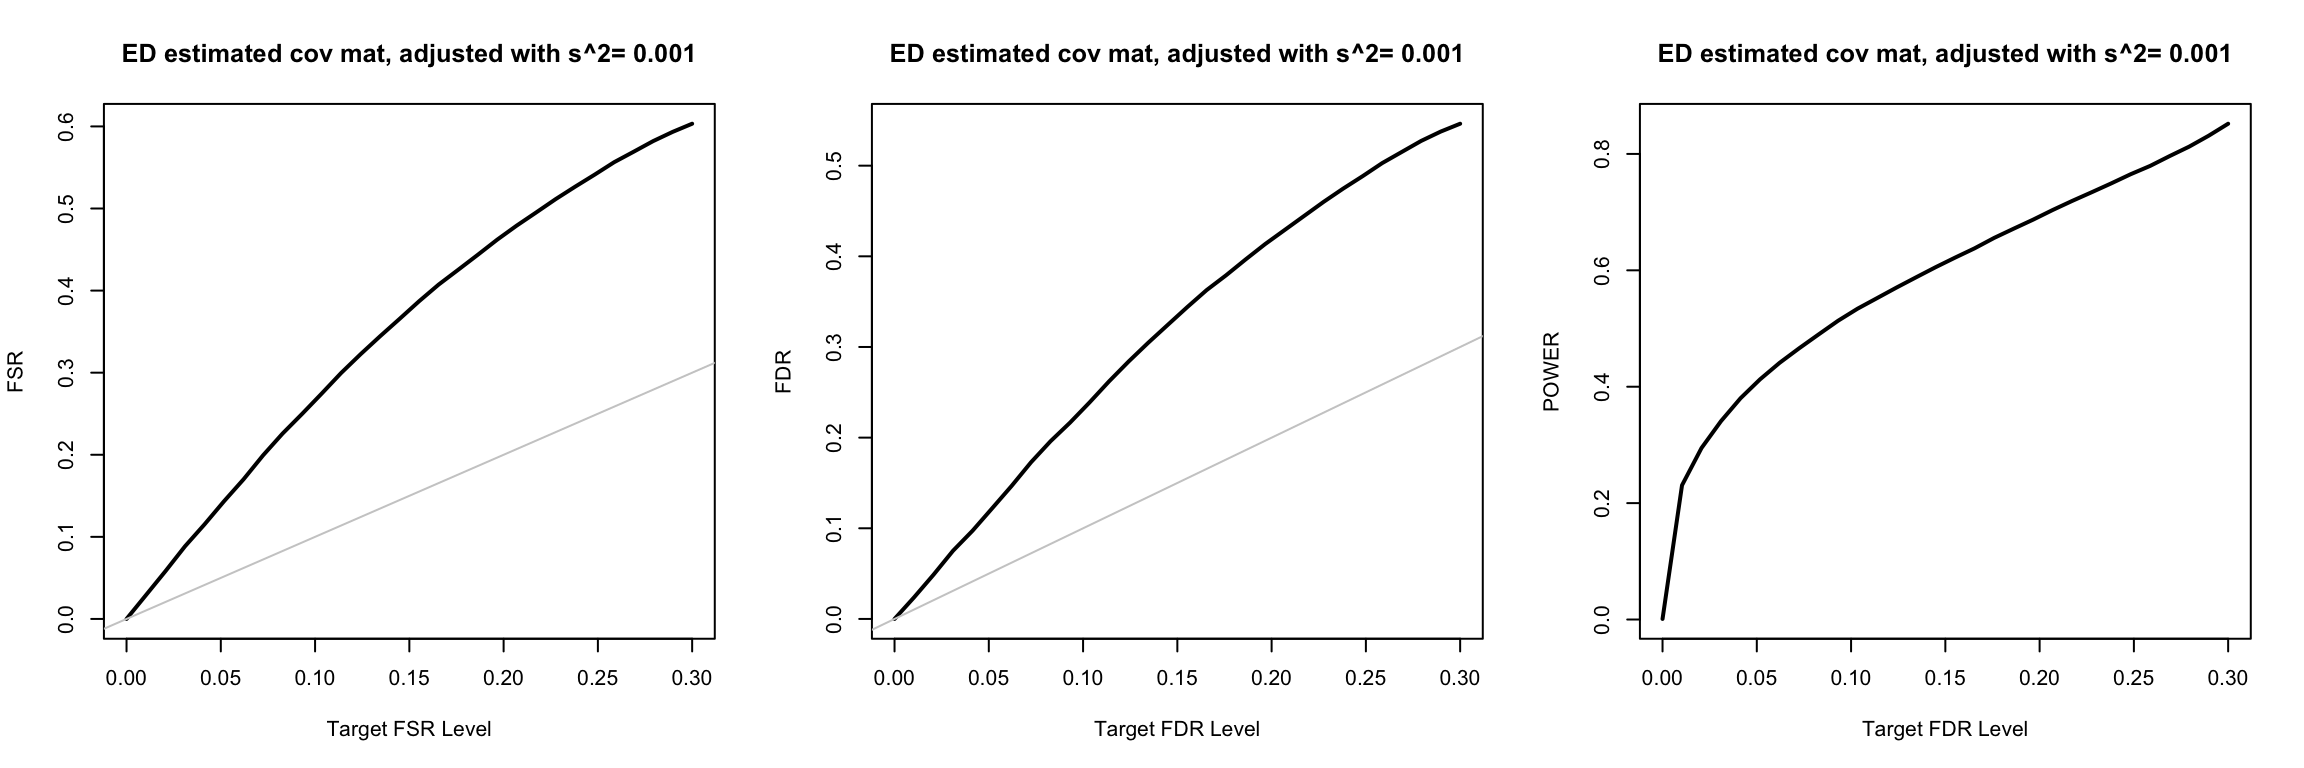 ED estimated cov mat, adjusted with s^2= 0.001
FSR
0.6
0.5
0.4
0.3
0.2
0.1
0.0
0.00 0.05 0.10 0.15 0.20 0.25 0.30
Target FSR Level
ED estimated cov mat, adjusted with s^2= 0.001
FDR
0.5
0.4
0.3
0.2
0.1
0.0
0.00 0.05 0.10 0.15 0.20 0.25 0.30
Target FDR Level
ED estimated cov mat, adjusted with s^2= 0.001
POWER
0.8
0.6
0.4
0.2
0.0
0.00 0.05 0.10 0.15 0.20 0.25 0.30
Target FDR Level